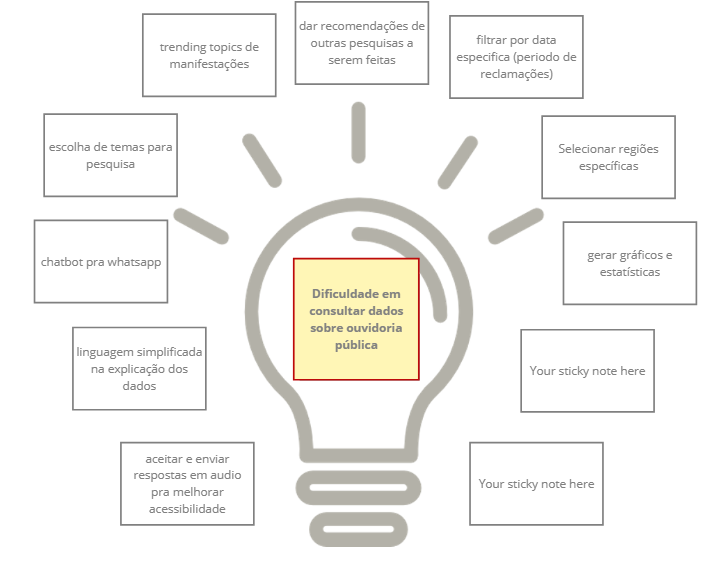 dar recomendações de
outras pesquisas a
serem feitas
trending topics de
manifestações
filtrar por data
especifica (periodo de
reclamações)
escolha de temas para
pesquisa
Selecionar regiões
específicas
chatbot pra whatsapp
gerar gráficos e
estatísticas
Dificuldade em
consultar dados
sobre ouvidoria
pública
linguagem simplificada
na explicação dos
dados
Your sticky note here
aceitar e enviar
respostas em audio
pra melhorar
acessibilidade
Your sticky note here